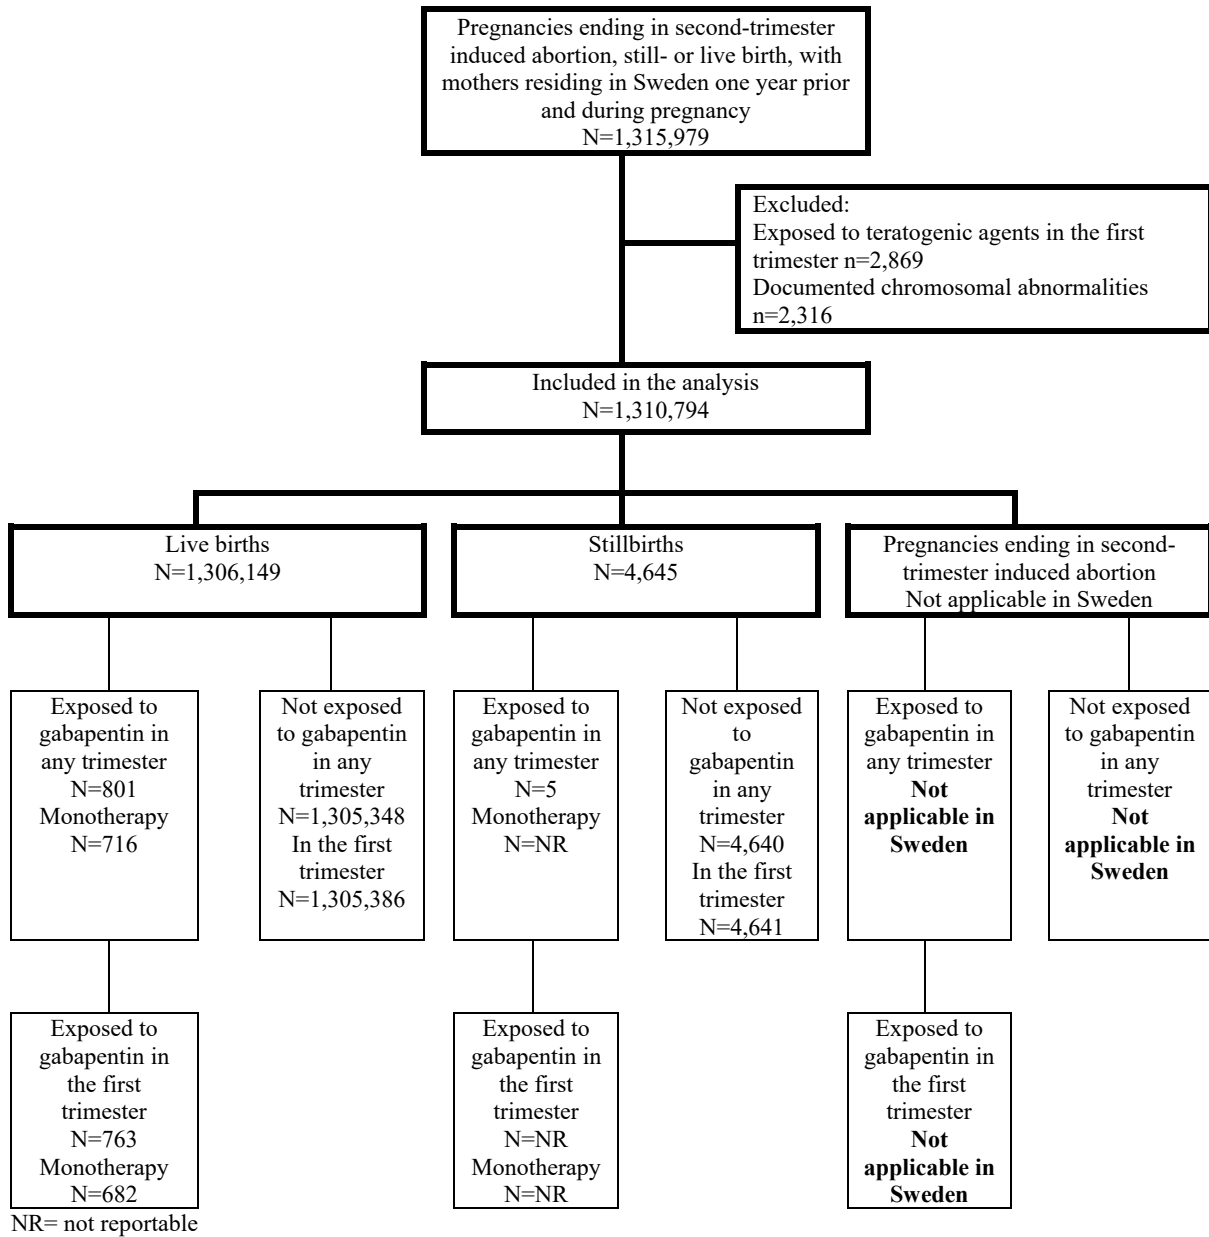 Pregnancies ending in second-trimester
induced abortion, still- or live birth, with
mothers residing in Sweden one year prior
and during pregnancy
N=1,315,979
Excluded:
Exposed to teratogenic agents in the first
trimester n=2,869
Documented chromosomal abnormalities
n=2,316
Included in the analysis
N=1,310,794
Live births
N=1,306,149
Stillbirths
N=4,645
Pregnancies ending in second-
trimester induced abortion
Not applicable in Sweden
Exposed to
gabapentin in
any trimester
N=801
Monotherapy
N=716
Not exposed
to gabapentin
in any
trimester
N=1,305,348
In the first
trimester
N=1,305,386
Exposed to
gabapentin in
any trimester
N=5
Monotherapy
N=NR
Not exposed
to
gabapentin
in any
trimester
N=4,640
In the first
trimester
N=4,641
Exposed to
gabapentin in
any trimester
Not
applicable in
Sweden
Not exposed
to gabapentin
in any
trimester
Not
applicable in
Sweden
Exposed to
gabapentin in
the first
trimester
N=763
Monotherapy
N=682
Exposed to
gabapentin in
the first
trimester
N=NR
Monotherapy
N=NR
Exposed to
gabapentin in
the first
trimester
Not
applicable in
Sweden
NR= not reportable